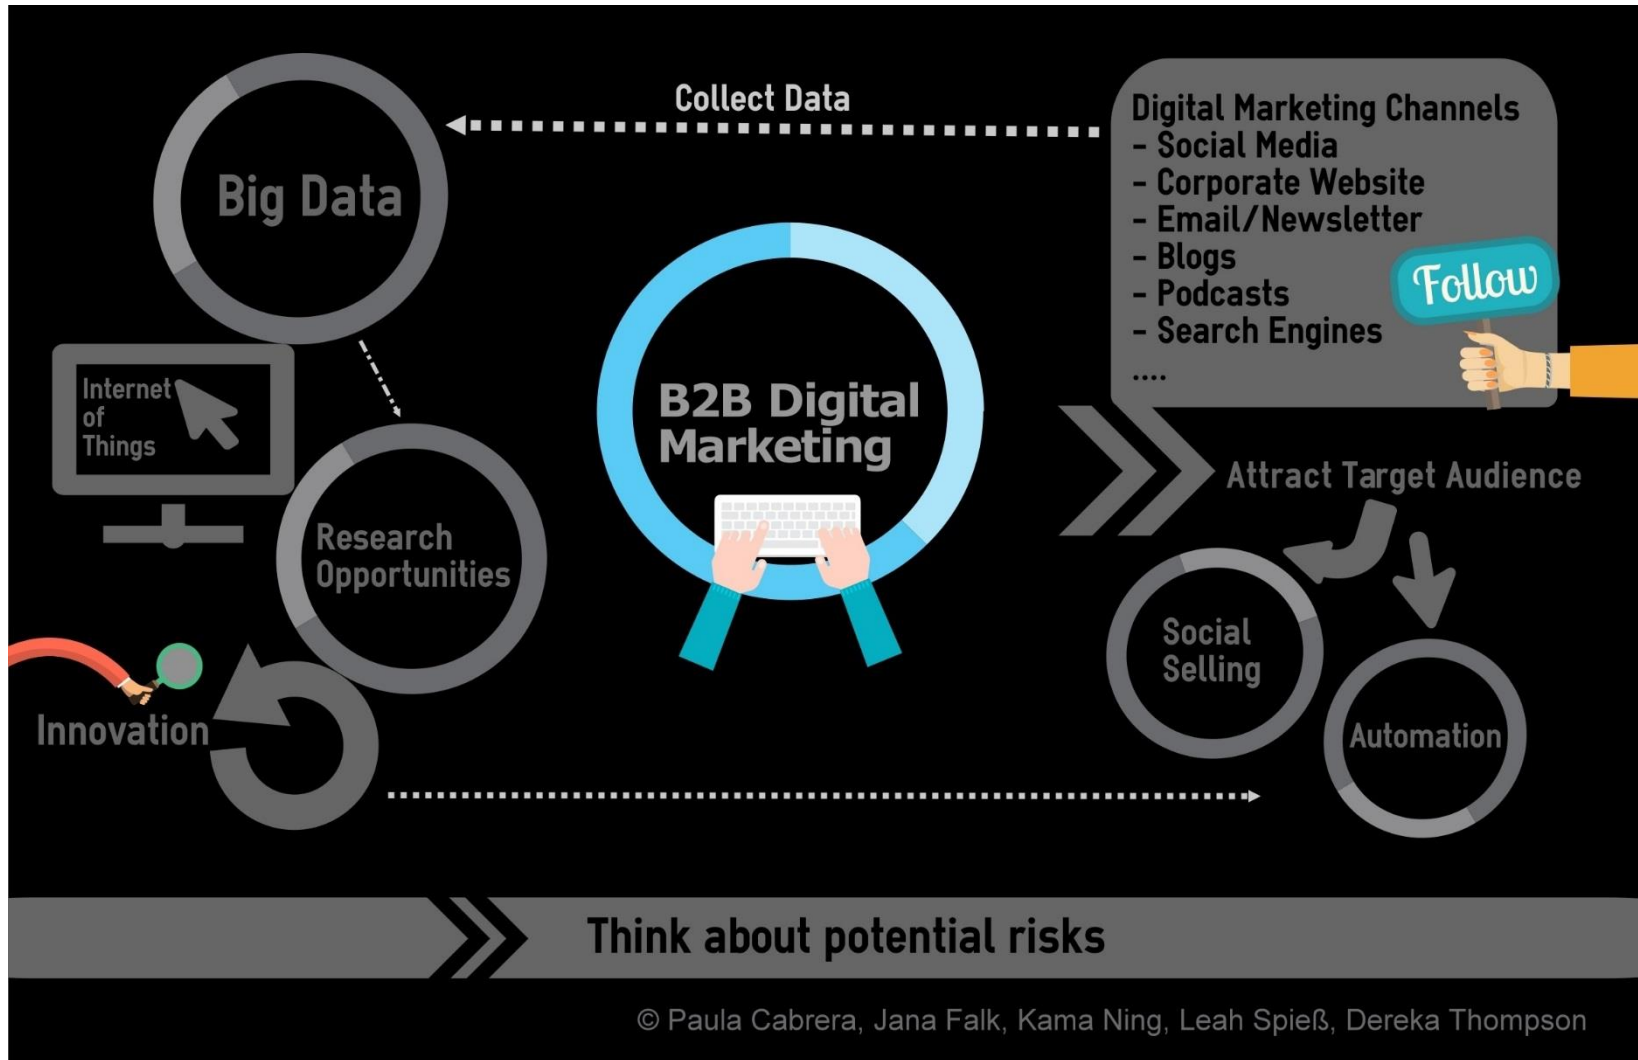 Collect Data
Big Data
Digital Marketing Channels
- Social Media
- Corporate Website
- Email/Newsletter
- Blogs
- Podcasts
- Search Engines
....
Follow
Internet
of
Things
B2B Digital
Marketing
Attract Target Audience
Research
Opportunities
Social
Selling
Innovation
Automation
Think about potential risks
© Paula Cabrera, Jana Falk, Kama Ning, Leah Spieß, Dereka Thompson